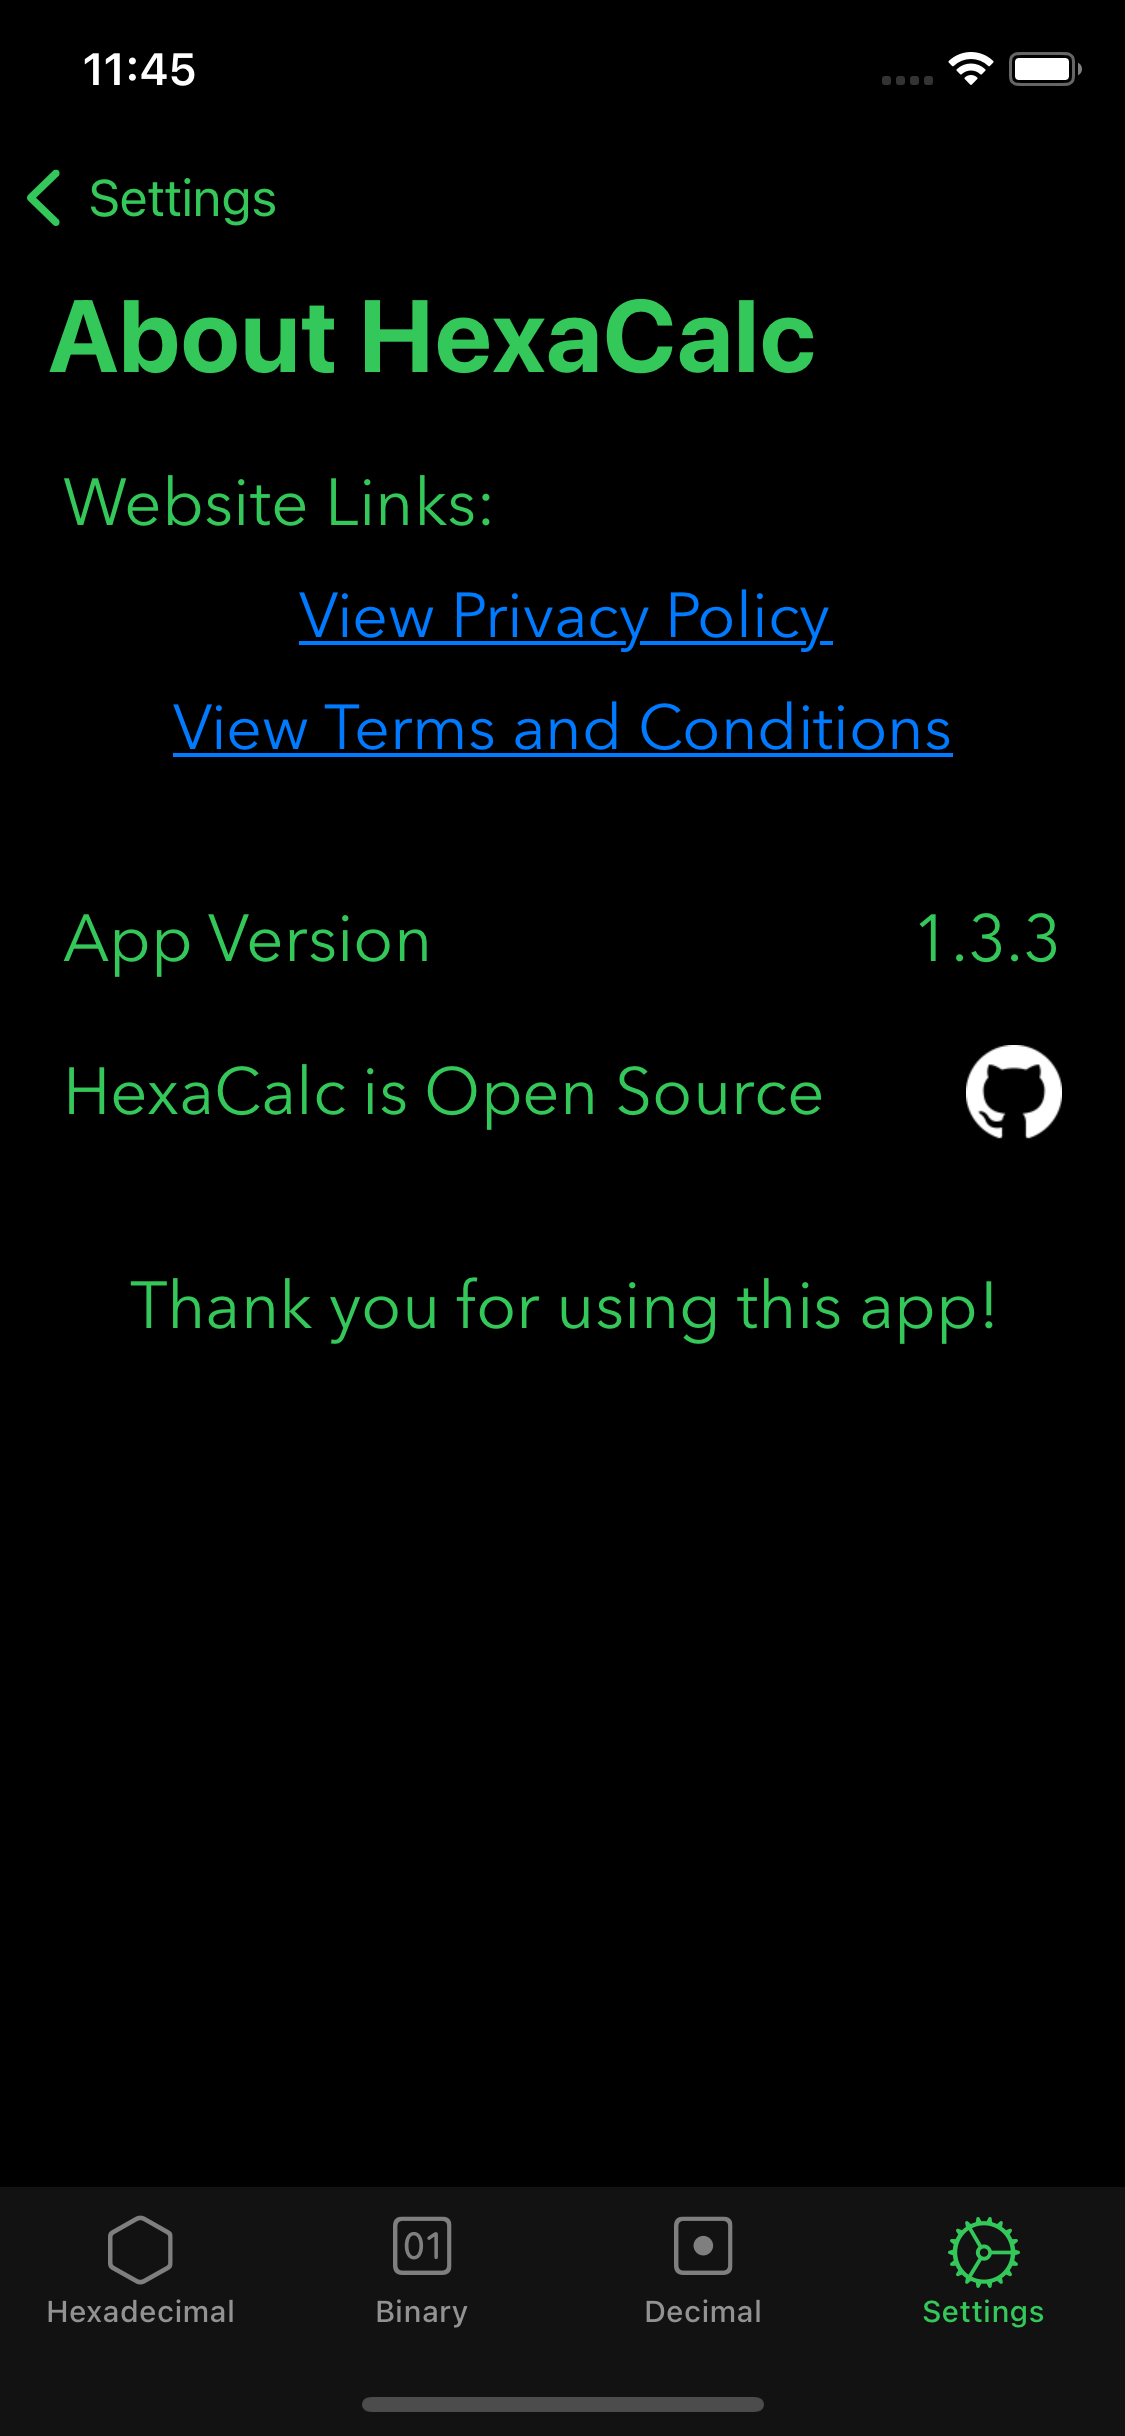 11:45
Settings
About HexaCalc
Website Links:
View Privacy Policy
View Terms and Conditions
App Version 1.3.3
HexaCalc is Open Source
Thank you for using this app!
01
Hexadecimal Binary Decimal Settings